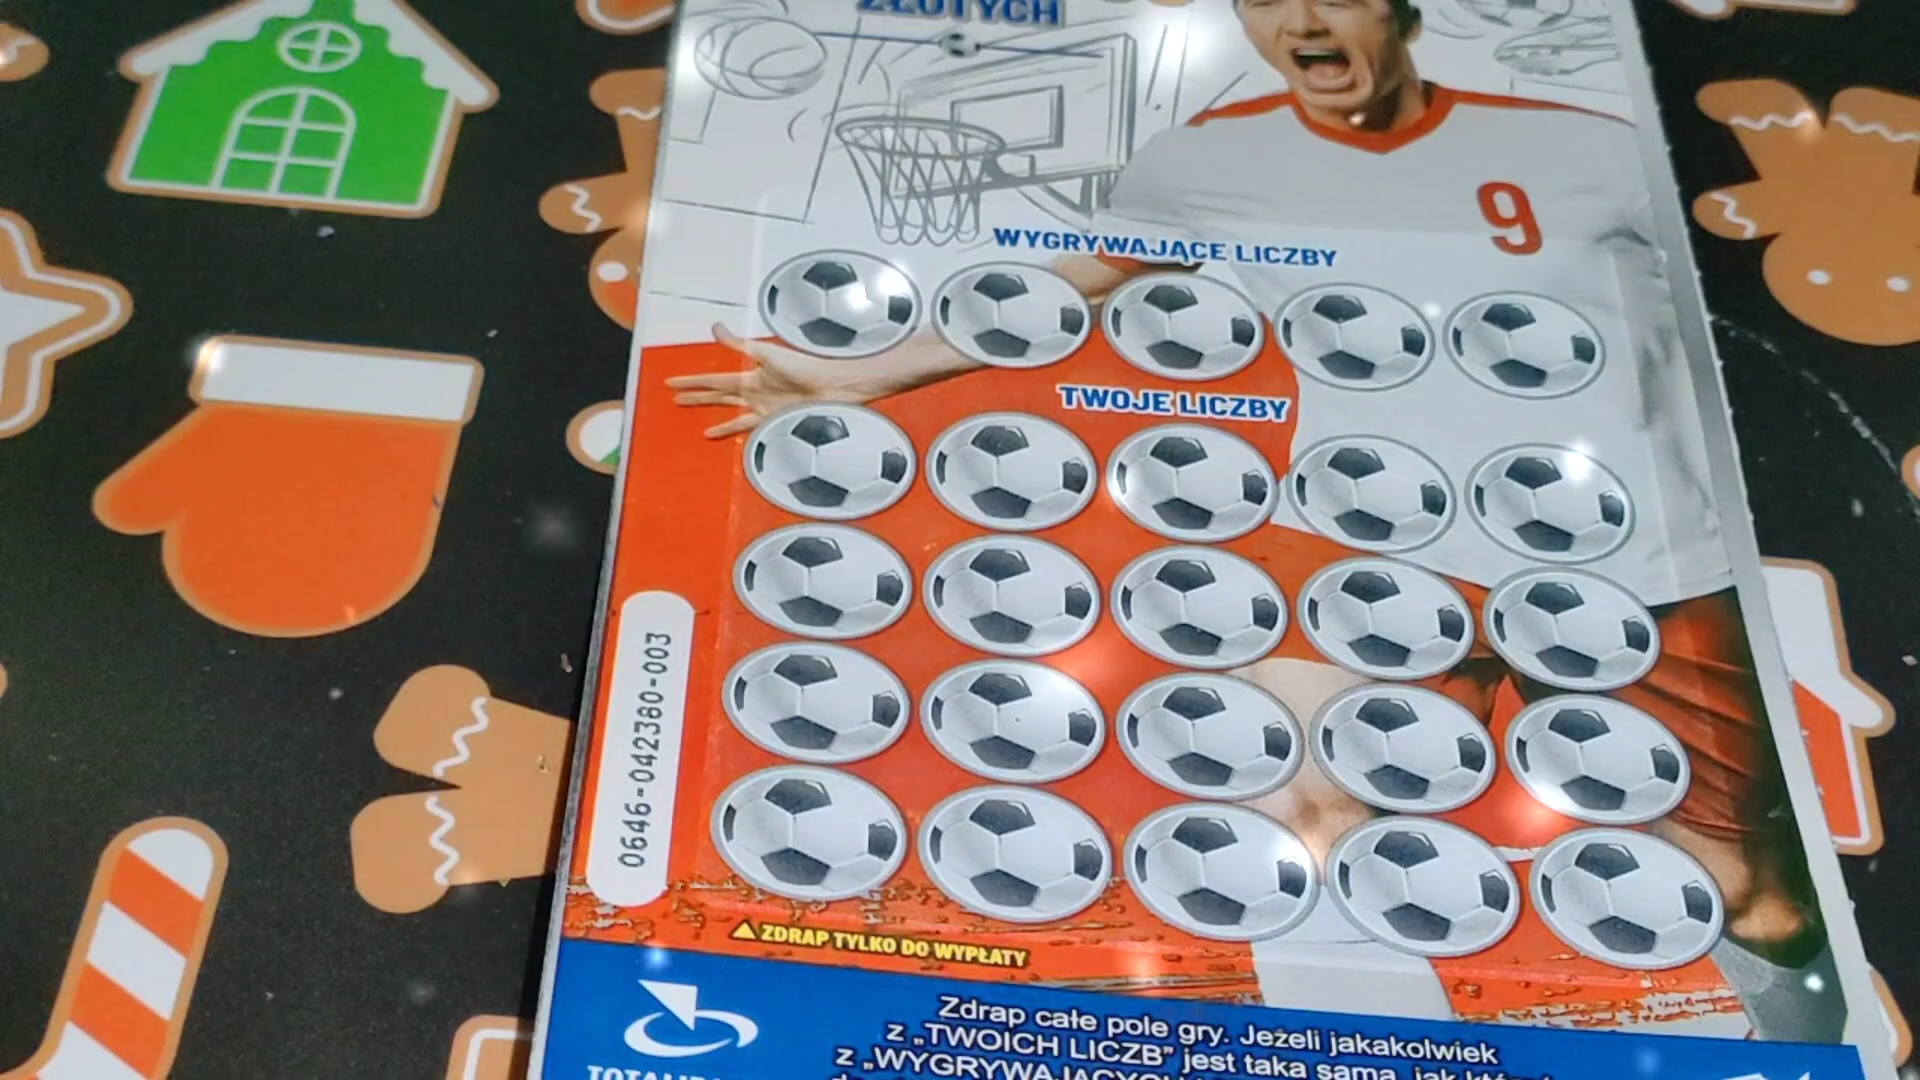 ZŁOTYCH
9
WYGRYWAJĄCE LICZBY
TWOJE LICZBY
0646-042380-003
ZDRAP TYLKO DO WYPŁATY
Zdrap całe pole gry. Jeżeli jakakolwiek
z „TWOICH LICZB” jest taka sama, jak
z „WYGRYWAJĄCYCH